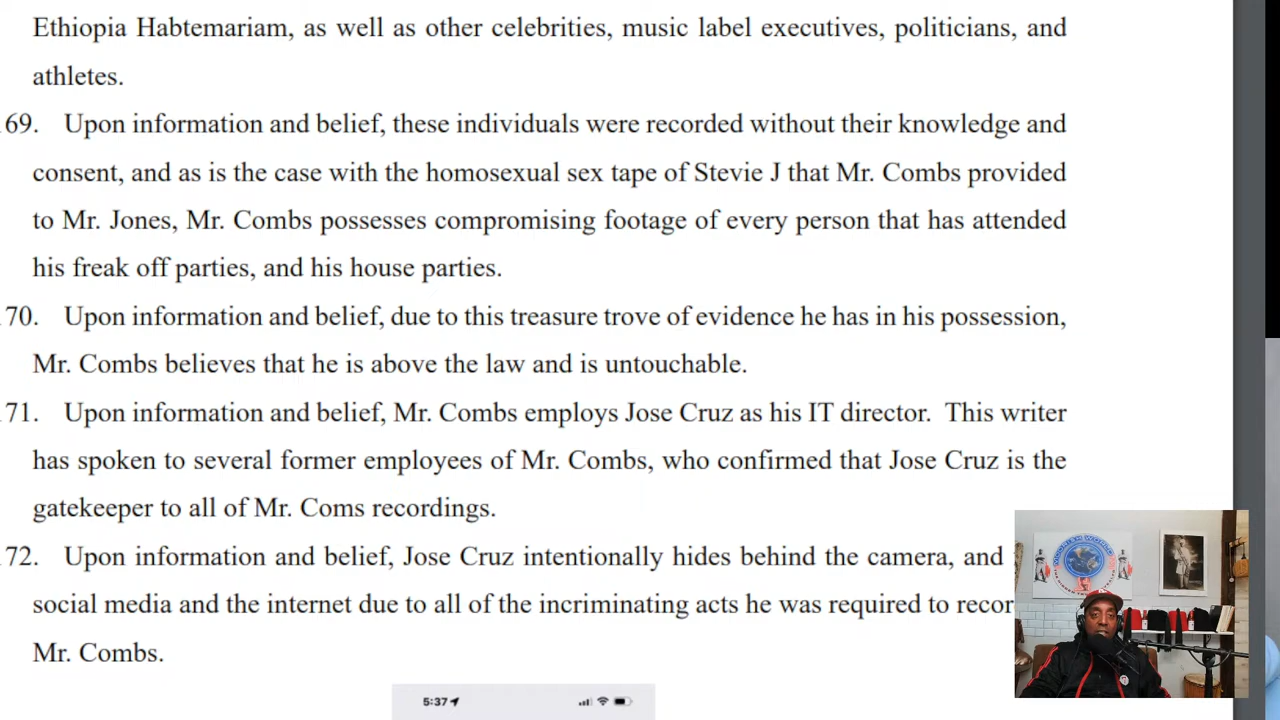 Ethiopia Habtemariam, as well as other celebrities, music label executives, politicians, and
athletes.
69. Upon information and belief, these individuals were recorded without their knowledge and
consent, and as is the case with the homosexual sex tape of Stevie J that Mr. Combs provided
to Mr. Jones, Mr. Combs possesses compromising footage of every person that has attended
his freak off parties, and his house parties.
70. Upon information and belief, due to this treasure trove of evidence he has in his possession,
Mr. Combs believes that he is above the law and is untouchable.
71. Upon information and belief, Mr. Combs employs Jose Cruz as his IT director. This writer
has spoken to several former employees of Mr. Combs, who confirmed that Jose Cruz is the
gatekeeper to all of Mr. Coms recordings.
72. Upon information and belief, Jose Cruz intentionally hides behind the camera, and
social media and the internet due to all of the incriminating acts he was required to recor
Mr. Combs.
5:37